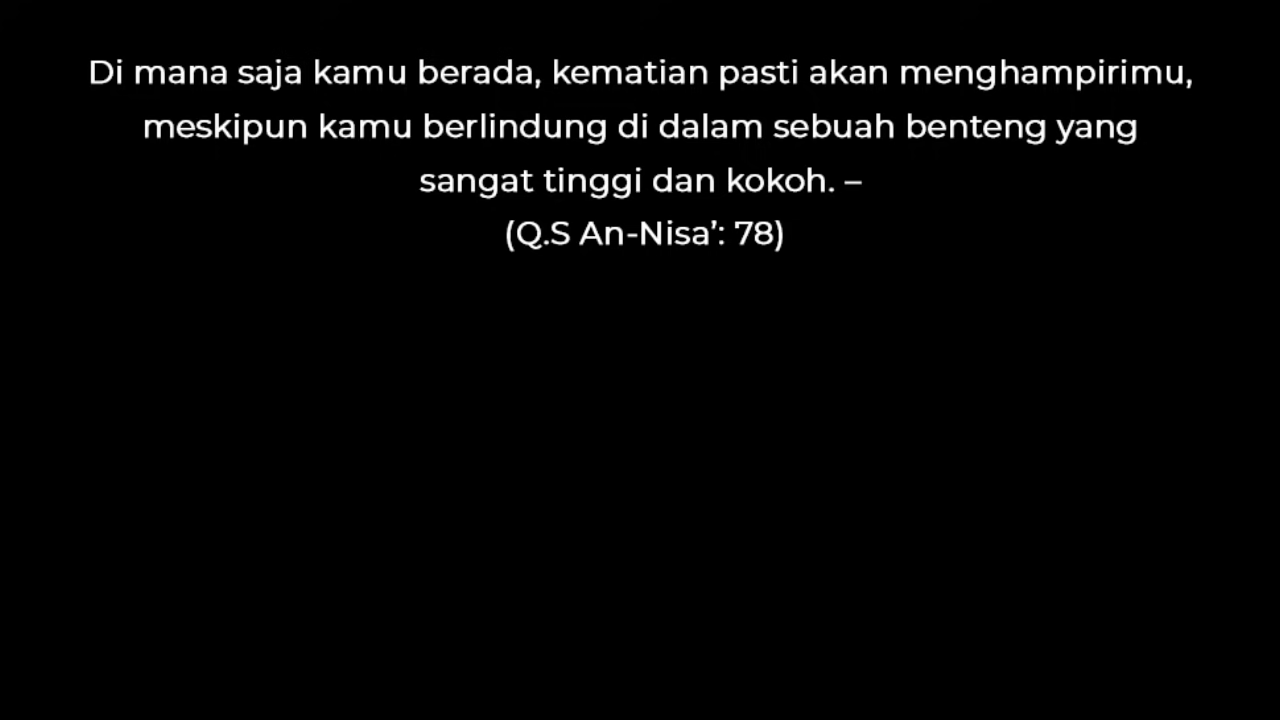 Di mana saja kamu berada, kematian pasti akan menghampirimu,
meskipun kamu berlindung di dalam sebuah benteng yang
sangat tinggi dan kokoh. –
(Q.S An-Nisa’: 78)